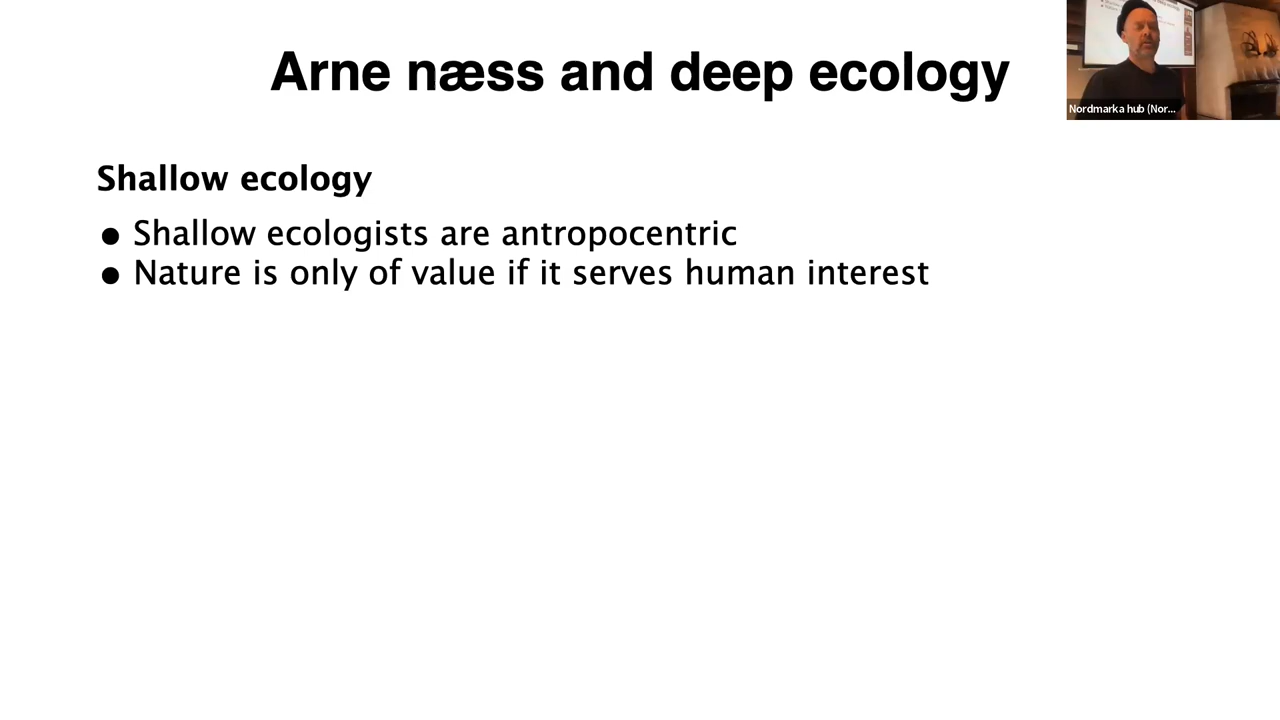 Arne næss and deep ecology
Nordmarka hub (Nor...
Shallow ecology
● Shallow ecologists are antropocentric
● Nature is only of value if it serves human interest